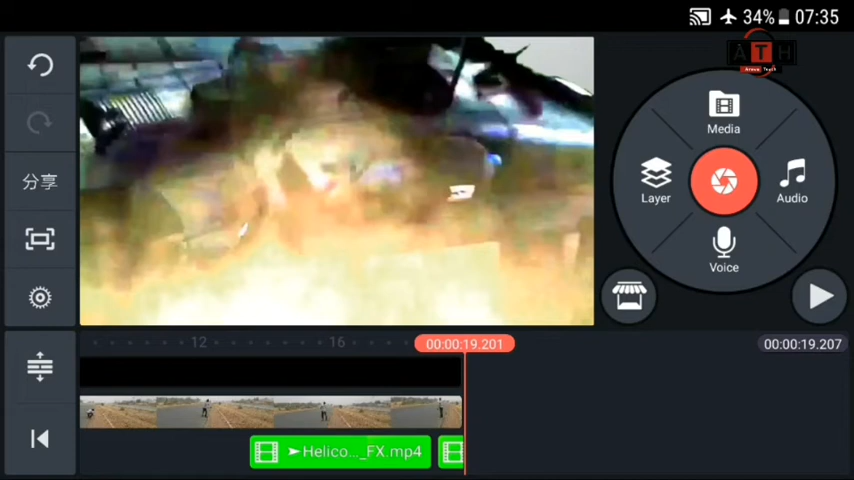 34% 07:35
ATH
分享
Media
Layer
Audio
Voice
12
16
00:00:19.201
00:00:19.207
➤Helico..._FX.mp4